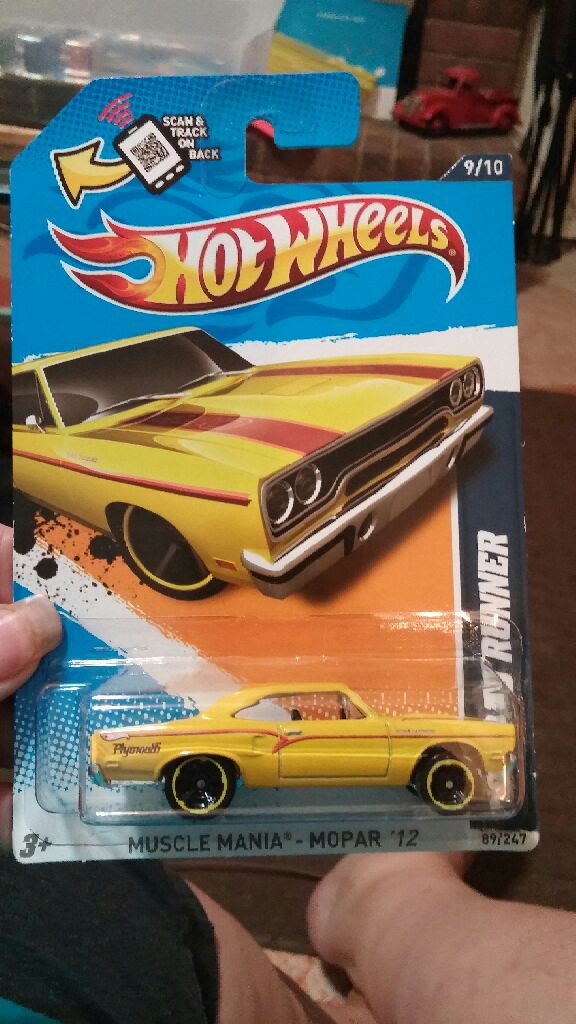 SCAN &
TRACK
ON
BACK
9/10
HOT WHEELS®
RUNNER
Plymouth
3+
MUSCLE MANIA® - MOPAR '12
89/247